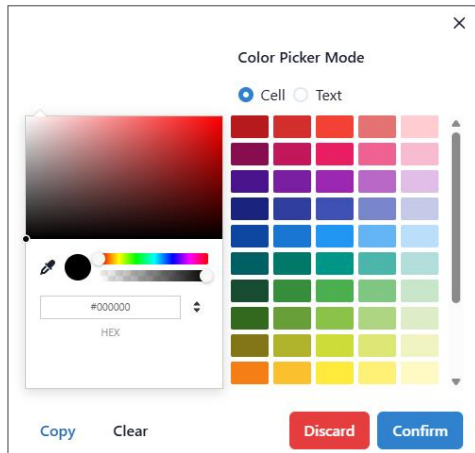 Color Picker Mode
Cell Text
#000000
HEX
Copy Clear Discard Confirm